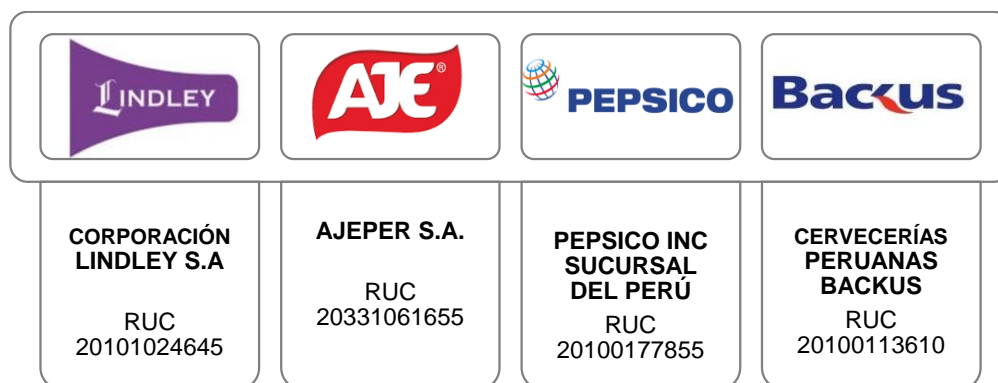 LINDLEY
AJE®
PEPSICO
Backus
CORPORACIÓN
LINDLEY S.A
RUC
20101024645
AJEPER S.A.
RUC
20331061655
PEPSICO INC
SUCURSAL
DEL PERÚ
RUC
20100177855
CERVECERÍAS
PERUANAS
BACKUS
RUC
20100113610